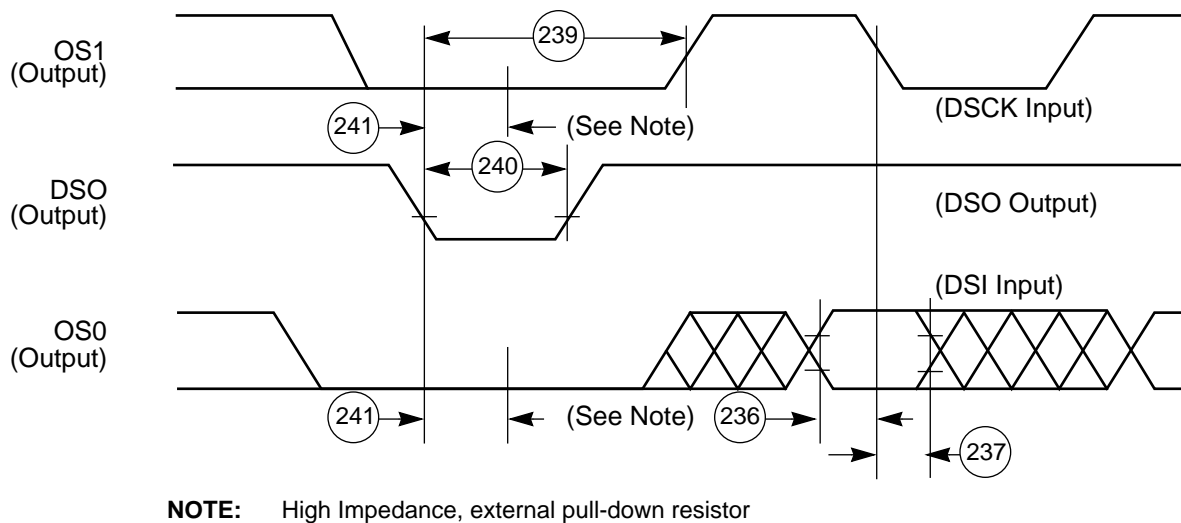 239
OS1
(Output)
(DSCK Input)
241
(See Note)
240
DSO
(Output)
(DSO Output)
(DSI Input)
OS0
(Output)
241
(See Note)
236
237
NOTE: High Impedance, external pull-down resistor